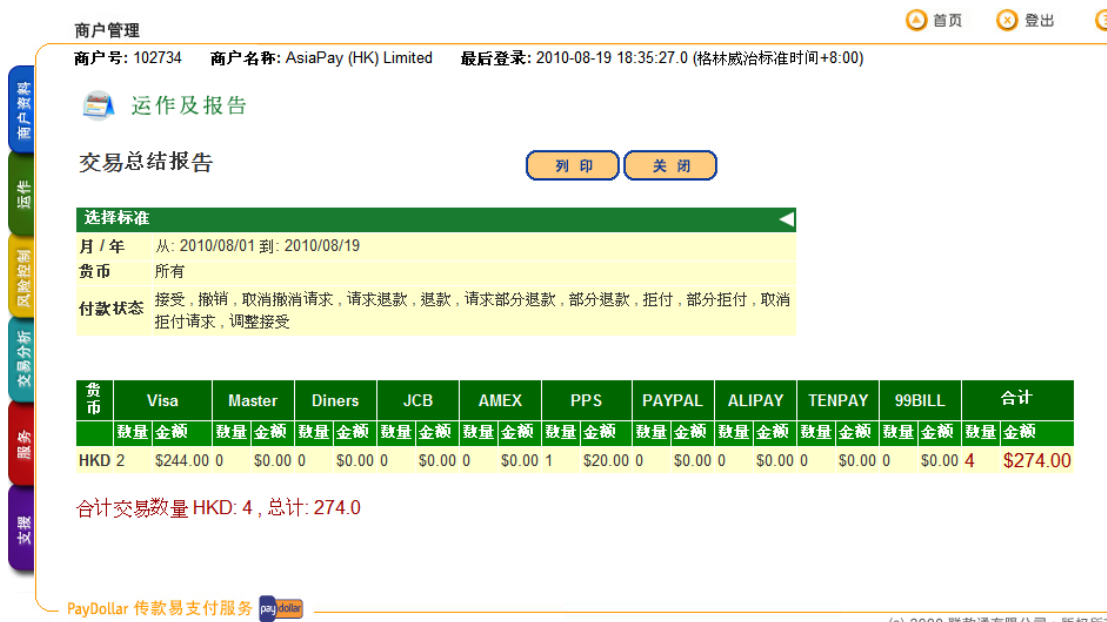 商户管理
首页
登出
商户号: 102734 商户名称: AsiaPay (HK) Limited 最后登录: 2010-08-19 18:35:27.0 (格林威治标准时间+8:00)
商户资料
运作
风险控制
交易分析
服务
支援
运作及报告
交易总结报告
列印
关闭
选择标准
月 / 年 从: 2010/08/01 到: 2010/08/19
货币 所有
付款状态 接受 , 撤销 , 取消撤消请求 , 请求退款 , 退款 , 请求部分退款 , 部分退款 , 拒付 , 部分拒付 , 取消
拒付请求 , 调整接受
货币 Visa Master Diners JCB AMEX PPS PAYPAL ALIPAY TENPAY 99BILL 合计
数量 金额 数量 金额 数量 金额 数量 金额 数量 金额 数量 金额 数量 金额 数量 金额 数量 金额 数量 金额 数量 金额
HKD 2 $244.00 0 $0.00 0 $0.00 0 $0.00 0 $0.00 1 $20.00 0 $0.00 0 $0.00 0 $0.00 0 $0.00 4 $274.00
合计交易数量 HKD: 4 , 总计: 274.0
PayDollar 传款易支付服务 paydollar